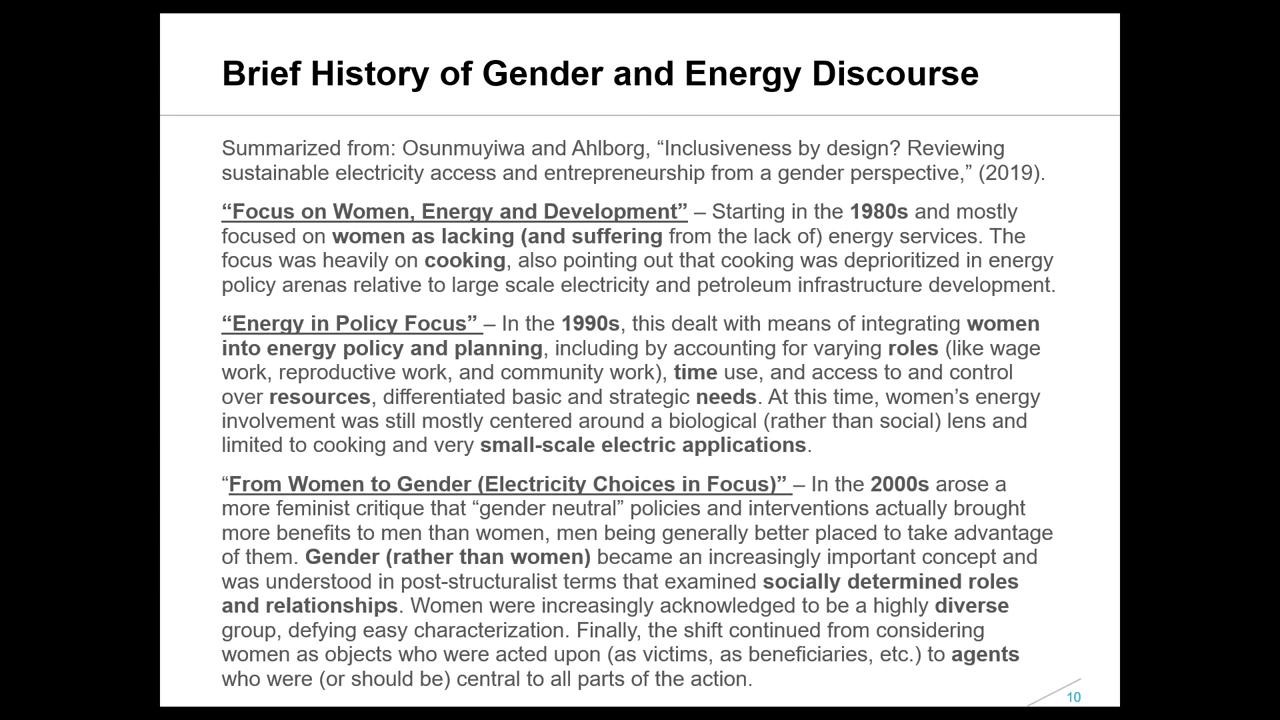 Brief History of Gender and Energy Discourse
Summarized from: Osunmuyiwa and Ahlborg, “Inclusiveness by design? Reviewing
sustainable electricity access and entrepreneurship from a gender perspective,” (2019).
“Focus on Women, Energy and Development” – Starting in the 1980s and mostly
focused on women as lacking (and suffering from the lack of) energy services. The
focus was heavily on cooking, also pointing out that cooking was deprioritized in energy
policy arenas relative to large scale electricity and petroleum infrastructure development.
“Energy in Policy Focus” – In the 1990s, this dealt with means of integrating women
into energy policy and planning, including by accounting for varying roles (like wage
work, reproductive work, and community work), time use, and access to and control
over resources, differentiated basic and strategic needs. At this time, women’s energy
involvement was still mostly centered around a biological (rather than social) lens and
limited to cooking and very small-scale electric applications.
“From Women to Gender (Electricity Choices in Focus)” – In the 2000s arose a
more feminist critique that “gender neutral” policies and interventions actually brought
more benefits to men than women, men being generally better placed to take advantage
of them. Gender (rather than women) became an increasingly important concept and
was understood in post-structuralist terms that examined socially determined roles
and relationships. Women were increasingly acknowledged to be a highly diverse
group, defying easy characterization. Finally, the shift continued from considering
women as objects who were acted upon (as victims, as beneficiaries, etc.) to agents
who were (or should be) central to all parts of the action.
10